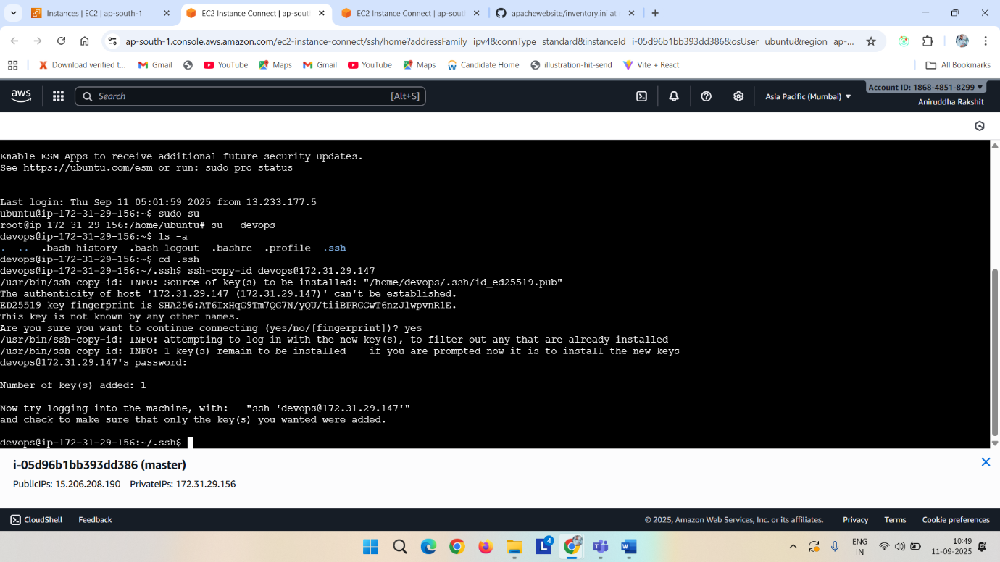 Instances | EC2 | ap-south-1
EC2 Instance Connect | ap-sou
EC2 Instance Connect | ap-sou
apachewebsite/inventory.ini at
ap-south-1.console.aws.amazon.com/ec2-instance-connect/ssh/home?addressFamily=ipv4&connType=standard&instanceId=i-05d96b1bb393dd386&osUser=ubuntu&region=ap-...
Download verified t...
Gmail
YouTube
Maps
Gmail
YouTube
Maps
Candidate Home
illustration-hit-send
Vite + React
All Bookmarks
aws
Search
[Alt+S]
Asia Pacific (Mumbai)
Account ID: 1868-4851-8299
Aniruddha Rakshit
Enable ESM Apps to receive additional future security updates.
See https://ubuntu.com/esm or run: sudo pro status
Last login: Thu Sep 11 05:01:59 2025 from 13.233.177.5
ubuntu@ip-172-31-29-156:~$ sudo su
root@ip-172-31-29-156:/home/ubuntu# su - devops
devops@ip-172-31-29-156:~$ ls -a
.  ..  .bash_history  .bash_logout  .bashrc  .profile  .ssh
devops@ip-172-31-29-156:~$ cd .ssh
devops@ip-172-31-29-156:~/.ssh$ ssh-copy-id devops@172.31.29.147
/usr/bin/ssh-copy-id: INFO: Source of key(s) to be installed: "/home/devops/.ssh/id_ed25519.pub"
The authenticity of host '172.31.29.147 (172.31.29.147)' can't be established.
ED25519 key fingerprint is SHA256:AT6IxHqG9Tm7QG7N/yQU/tiiBPRGCwT6nzJlwpvnRlE.
This key is not known by any other names.
Are you sure you want to continue connecting (yes/no/[fingerprint])? yes
/usr/bin/ssh-copy-id: INFO: attempting to log in with the new key(s), to filter out any that are already installed
/usr/bin/ssh-copy-id: INFO: 1 key(s) remain to be installed -- if you are prompted now it is to install the new keys
devops@172.31.29.147's password:
Number of key(s) added: 1
Now try logging into the machine, with:   "ssh 'devops@172.31.29.147'"
and check to make sure that only the key(s) you wanted were added.
devops@ip-172-31-29-156:~/.ssh$
i-05d96b1bb393dd386 (master)
PublicIPs: 15.206.208.190    PrivateIPs: 172.31.29.156
CloudShell
Feedback
© 2025, Amazon Web Services, Inc. or its affiliates.
Privacy
Terms
Cookie preferences
L
4
W
ENG
IN
10:49
11-09-2025